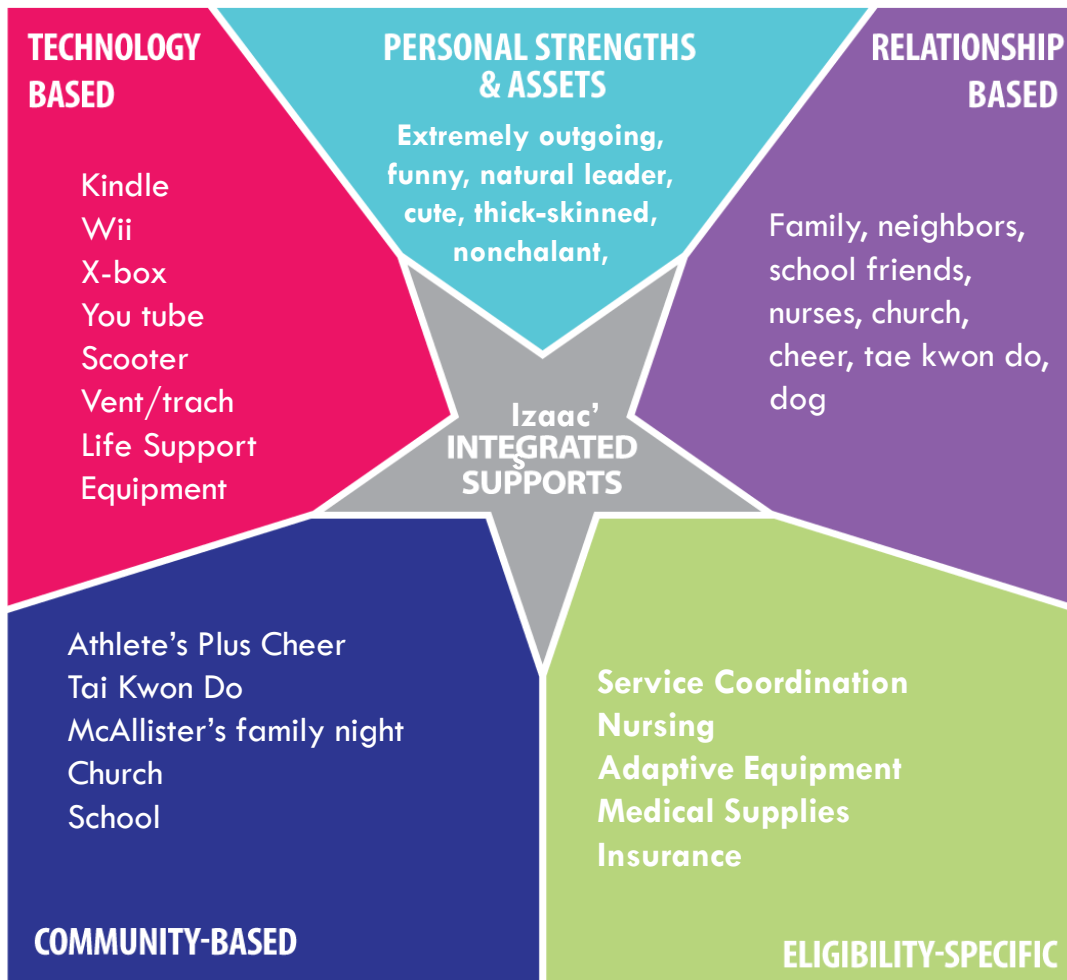 TECHNOLOGY
BASED
Kindle
Wii
X-box
You tube
Scooter
Vent/trach
Life Support
Equipment
PERSONAL STRENGTHS
& ASSETS
Extremely outgoing,
funny, natural leader,
cute, thick-skinned,
nonchalant,
RELATIONSHIP
BASED
Family, neighbors,
school friends,
nurses, church,
cheer, tae kwon do,
dog
Izaac'
s
INTEGRATED
SUPPORTS
Athlete's Plus Cheer
Tai Kwon Do
McAllister's family night
Church
School
COMMUNITY-BASED
Service Coordination
Nursing
Adaptive Equipment
Medical Supplies
Insurance
ELIGIBILITY-SPECIFIC